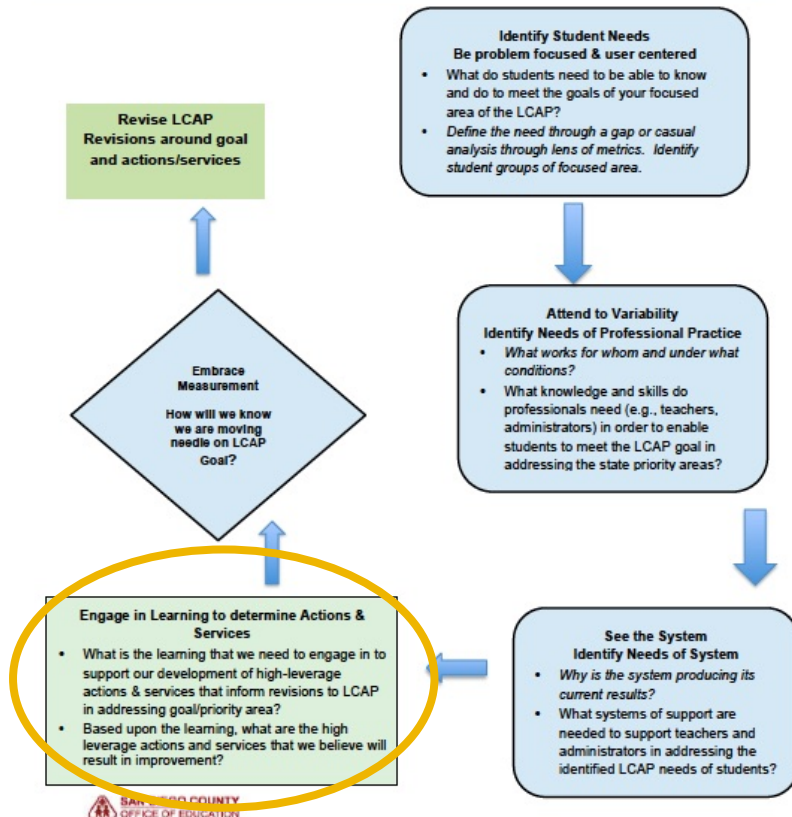 Identify Student Needs
Be problem focused & user centered
• What do students need to be able to know
and do to meet the goals of your focused
area of the LCAP?
• Define the need through a gap or casual
analysis through lens of metrics. Identify
student groups of focused area.
Attend to Variability
Identify Needs of Professional Practice
• What works for whom and under what
conditions?
• What knowledge and skills do
professionals need (e.g., teachers,
administrators) in order to enable
students to meet the LCAP goal in
addressing the state priority areas?
See the System
Identify Needs of System
• Why is the system producing its
current results?
• What systems of support are
needed to support teachers and
administrators in addressing the
identified LCAP needs of students?
Engage in Learning to determine Actions &
Services
• What is the learning that we need to engage in to
support our development of high-leverage
actions & services that inform revisions to LCAP
in addressing goal/priority area?
• Based upon the learning, what are the high
leverage actions and services that we believe will
result in improvement?
Embrace
Measurement
How will we know
we are moving
needle on LCAP
Goal?
Revise LCAP
Revisions around goal
and actions/services
SAN DIEGO COUNTY
OFFICE OF EDUCATION